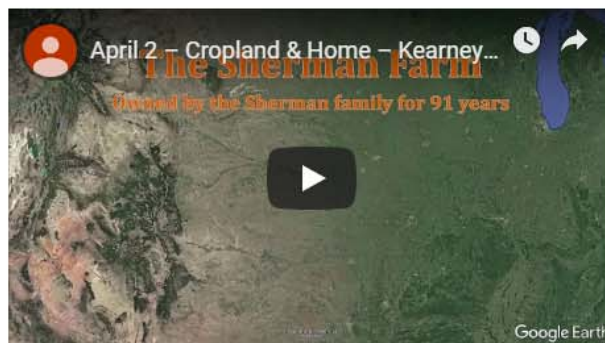 April 2 – Cropland & Home – Kearney...
The Sherman Farm
Owned by the Sherman family for 91 years
Google Earth